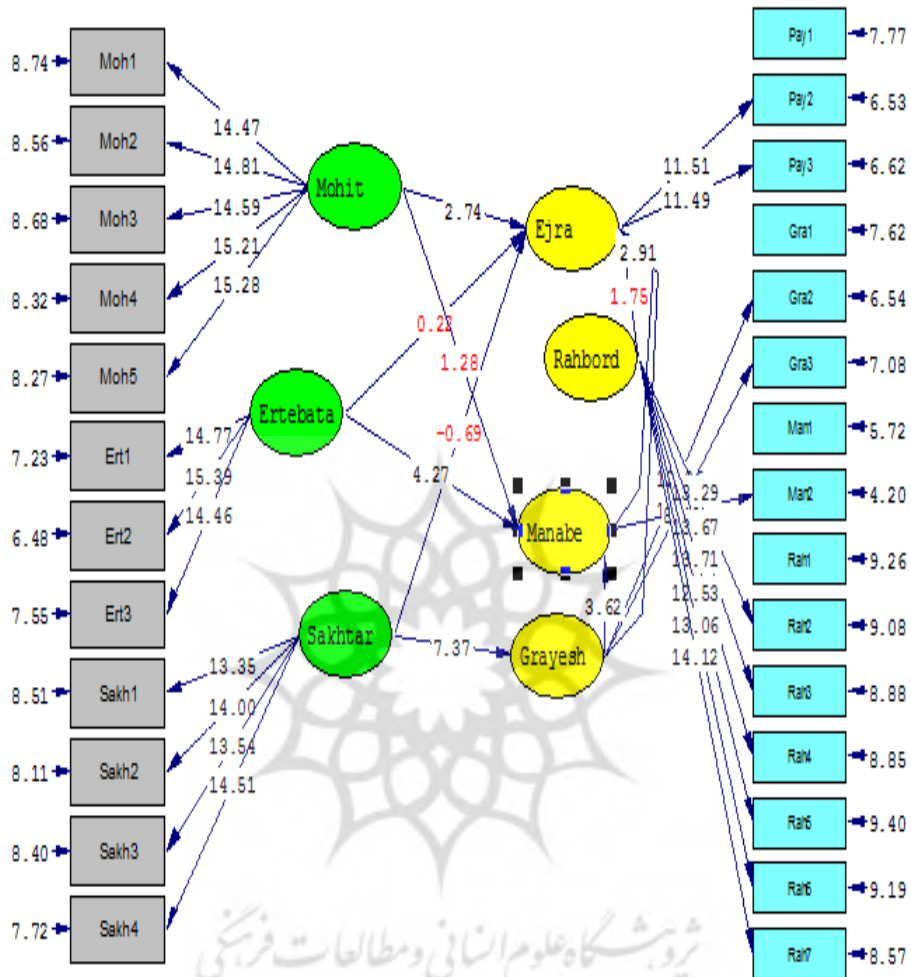 Moh1
8.74
Moh2
8.56
Moh3
8.68
Moh4
8.32
Moh5
8.27
Ert1
7.23
Ert2
6.48
Ert3
7.55
Sakh1
8.51
Sakh2
8.11
Sakh3
8.40
Sakh4
7.72
14.47
14.81
14.59
15.21
15.28
14.77
15.39
14.46
13.35
14.00
13.54
14.51
Mohit
Ertebata
Sakhtar
2.74
0.22
1.28
-0.69
4.27
7.37
Ejra
Rahbord
Manabe
Grayesh
2.91
1.75
3.62
11.51
11.49
13.29
13.67
13.71
12.53
13.06
14.12
Pay1
7.77
Pay2
6.53
Pay3
6.62
Gra1
7.62
Gra2
6.54
Gra3
7.08
Man1
5.72
Man2
4.20
Rah1
9.26
Rah2
9.08
Rah3
8.88
Rah4
8.85
Rah5
9.40
Rah6
9.19
Rah7
8.57
پژوهشگاه علوم انسانی و مطالعات فرهنگی